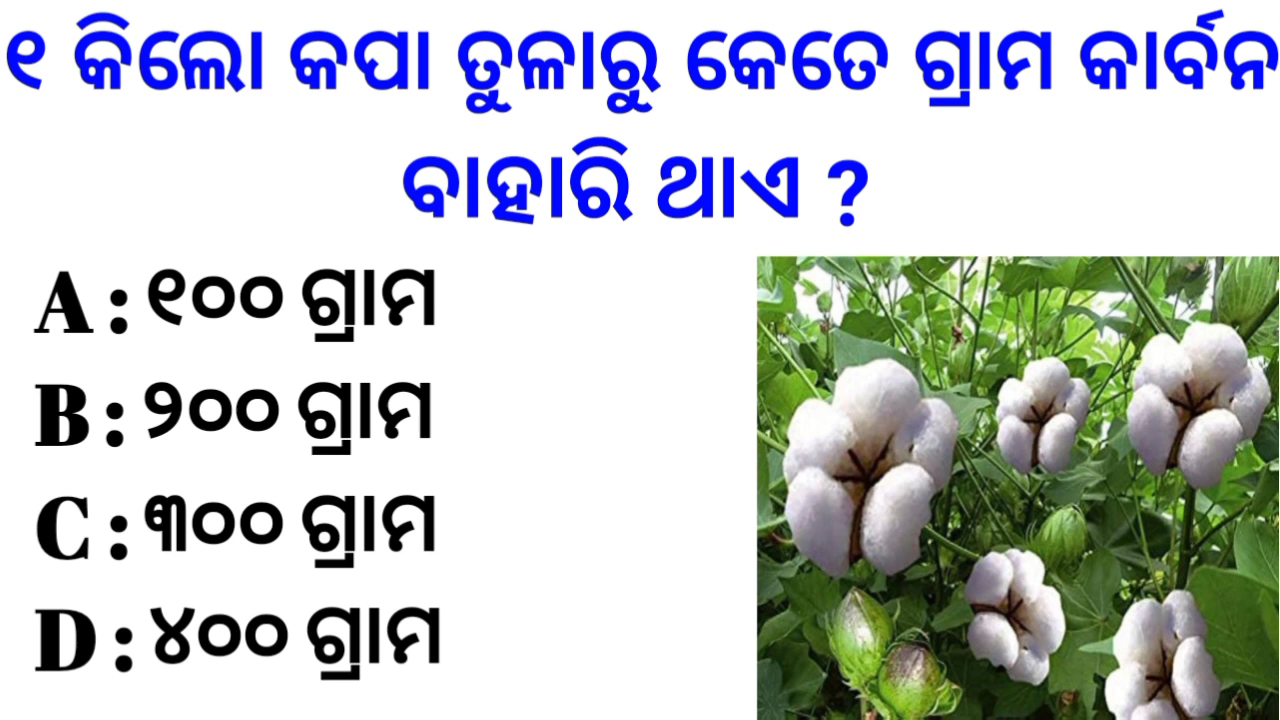 ୧ କିଲୋ କପା ତୁଳାରୁ କେତେ ଗ୍ରାମ କାର୍ବନ
ବାହାରି ଥାଏ ?
A : ୧୦୦ ଗ୍ରାମ
B : ୨୦୦ ଗ୍ରାମ
C : ୩୦୦ ଗ୍ରାମ
D : ୪୦୦ ଗ୍ରାମ